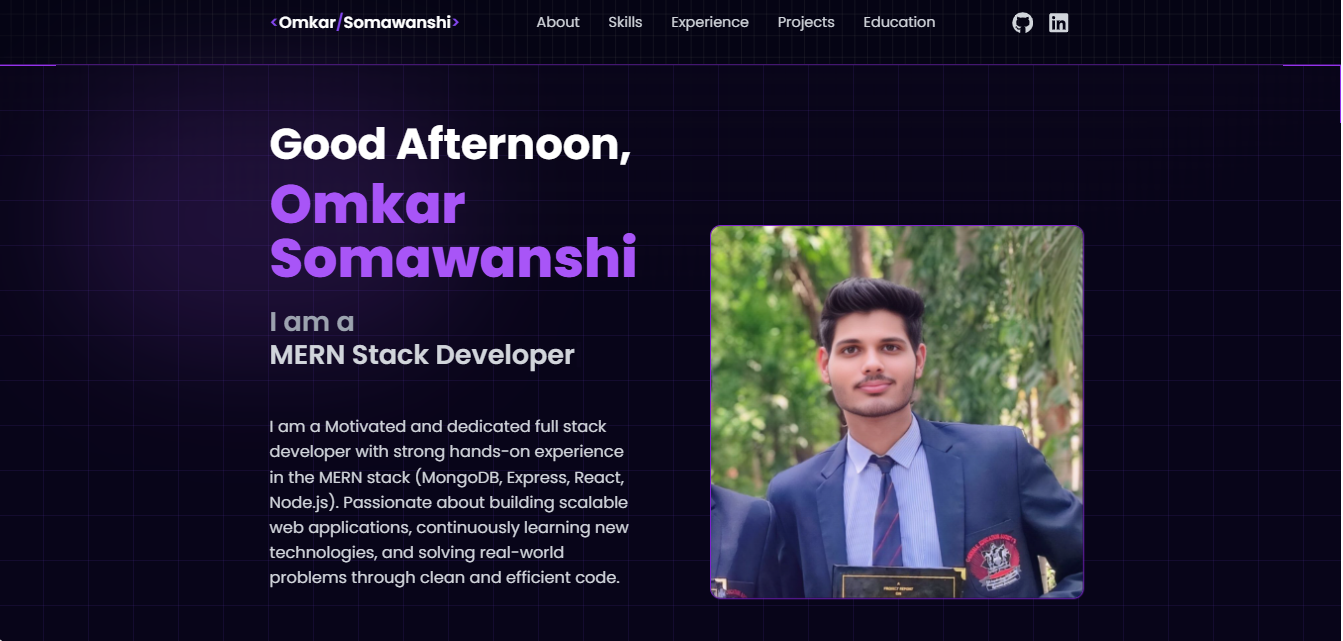 <Omkar/Somawanshi>
About Skills Experience Projects Education
Good Afternoon,
Omkar
Somawanshi
I am a
MERN Stack Developer
I am a Motivated and dedicated full stack
developer with strong hands-on experience
in the MERN stack (MongoDB, Express, React,
Node.js). Passionate about building scalable
web applications, continuously learning new
technologies, and solving real-world
problems through clean and efficient code.
A
PROJECT REPORT